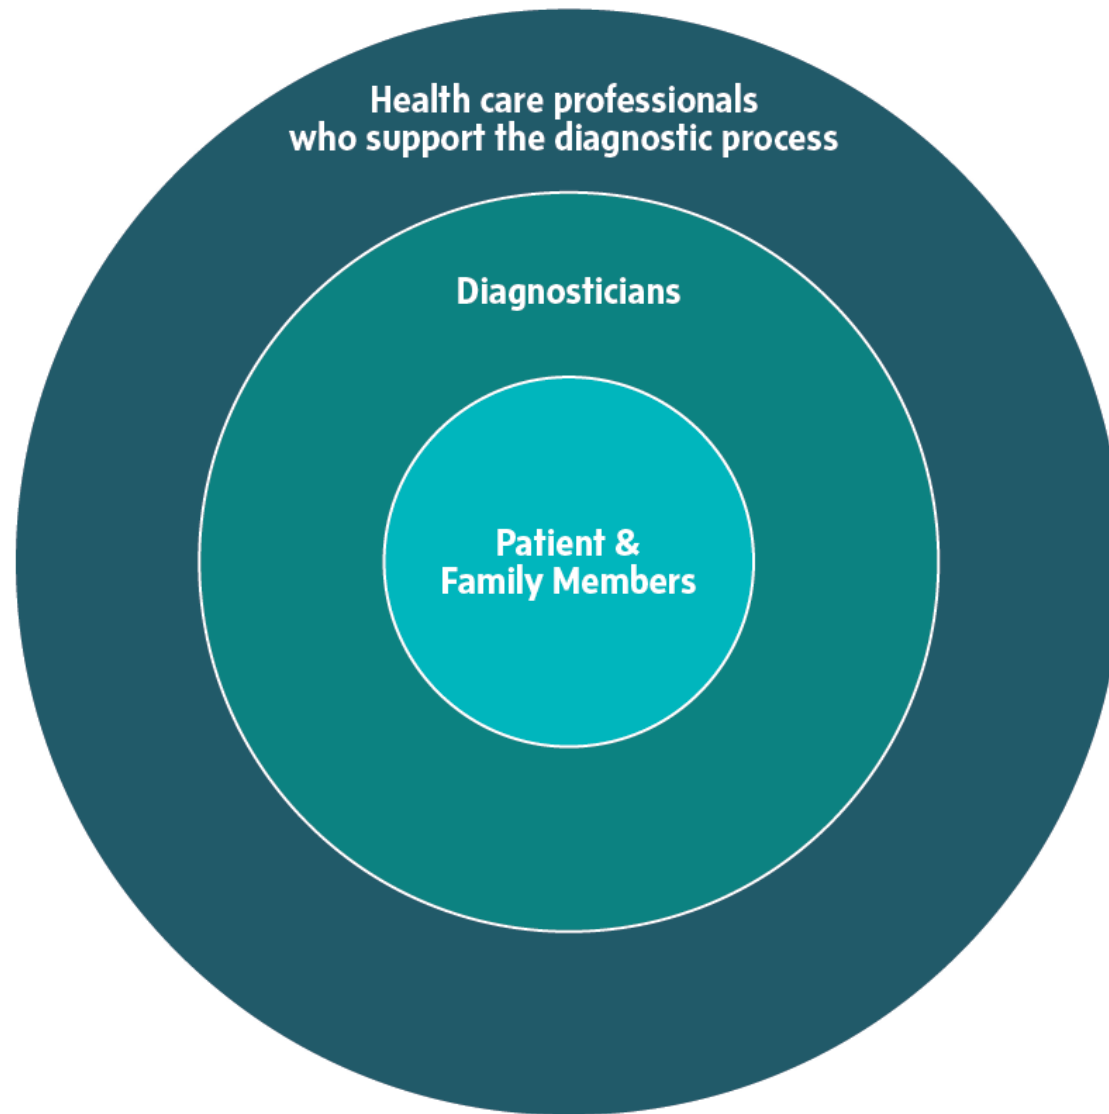 Health care professionals
who support the diagnostic process
Diagnosticians
Patient &
Family Members